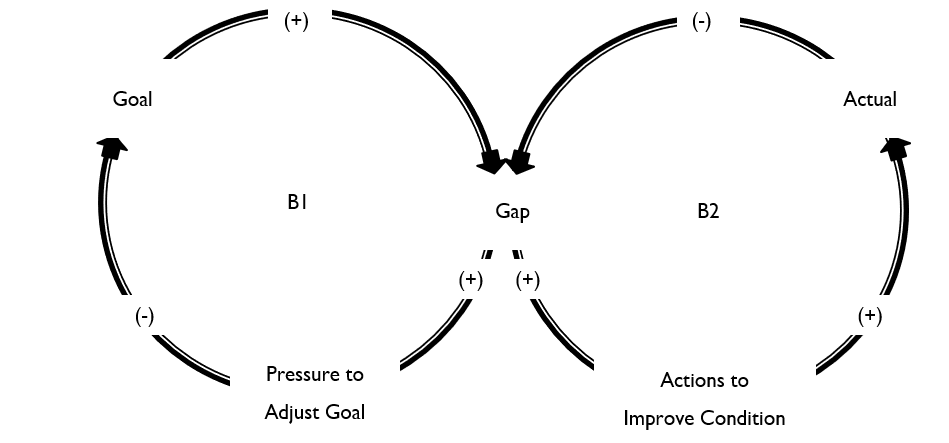 (+)
(-)
Goal
Actual
B1
Gap
B2
(+)
(+)
(-)
(+)
Pressure to
Adjust Goal
Actions to
Improve Condition